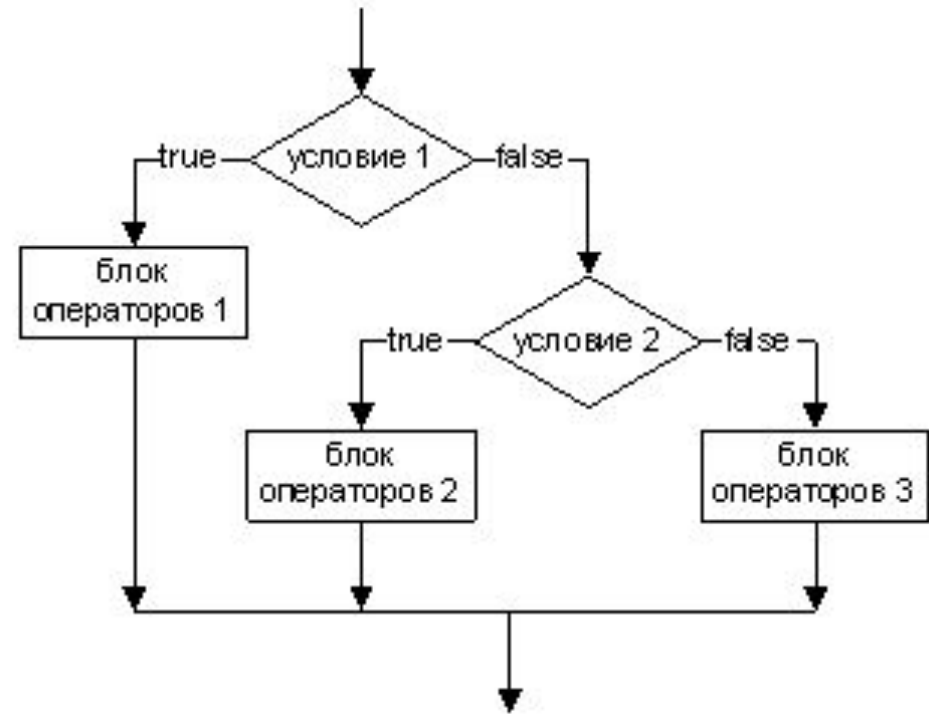 true
условие 1
false
блок
операторов 1
true
условие 2
false
блок
операторов 2
блок
операторов 3